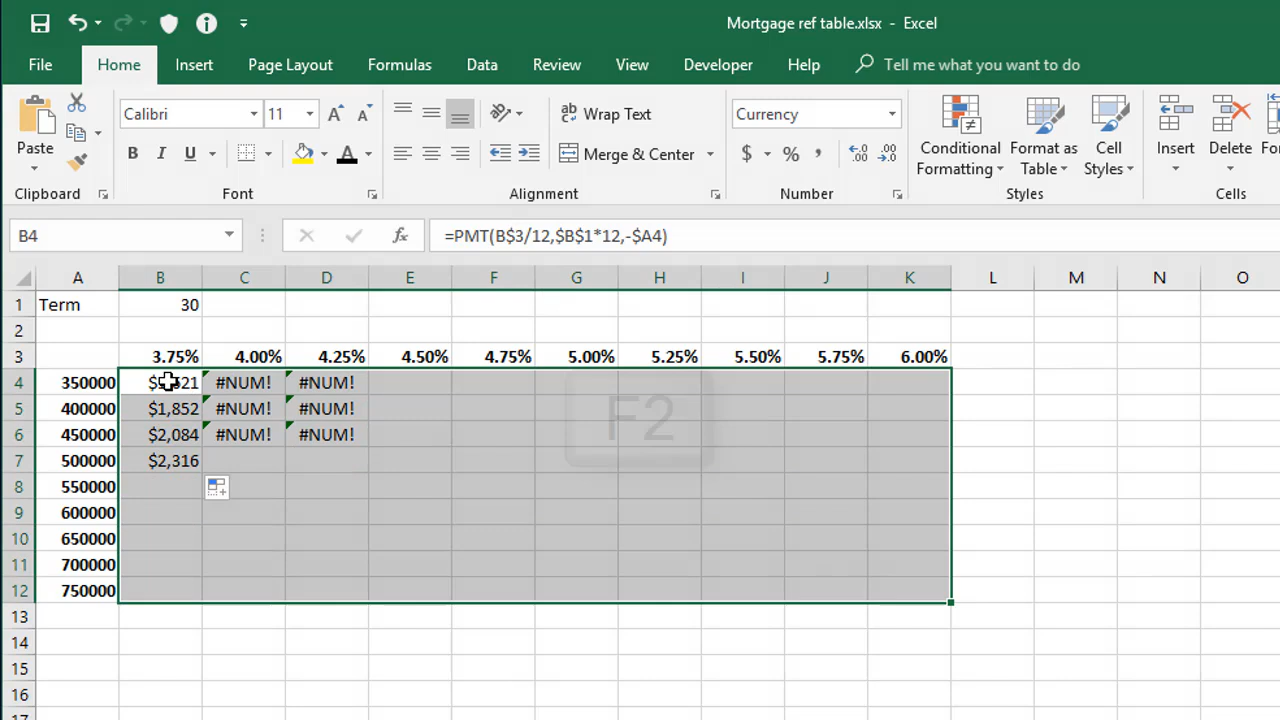 Mortgage ref table.xlsx - Excel
File Home Insert Page Layout Formulas Data Review View Developer Help Tell me what you want to do
Calibri 11 Wrap Text Currency
Paste B I U Merge & Center $ % , Conditional Formatting Format as Table Cell Styles Insert Delete
Clipboard Font Alignment Number Styles Cells
B4 fx =PMT(B$3/12,$B$1*12,-$A4)
A B C D E F G H I J K L M N O
1 Term 30
2
3 3.75% 4.00% 4.25% 4.50% 4.75% 5.00% 5.25% 5.50% 5.75% 6.00%
4 350000 #NUM! #NUM!
5 400000 $1,852 #NUM! #NUM!
6 450000 $2,084 #NUM! #NUM!
F2
7 500000 $2,316
8 550000
9 600000
10 650000
11 700000
12 750000
13
14
15
16
17